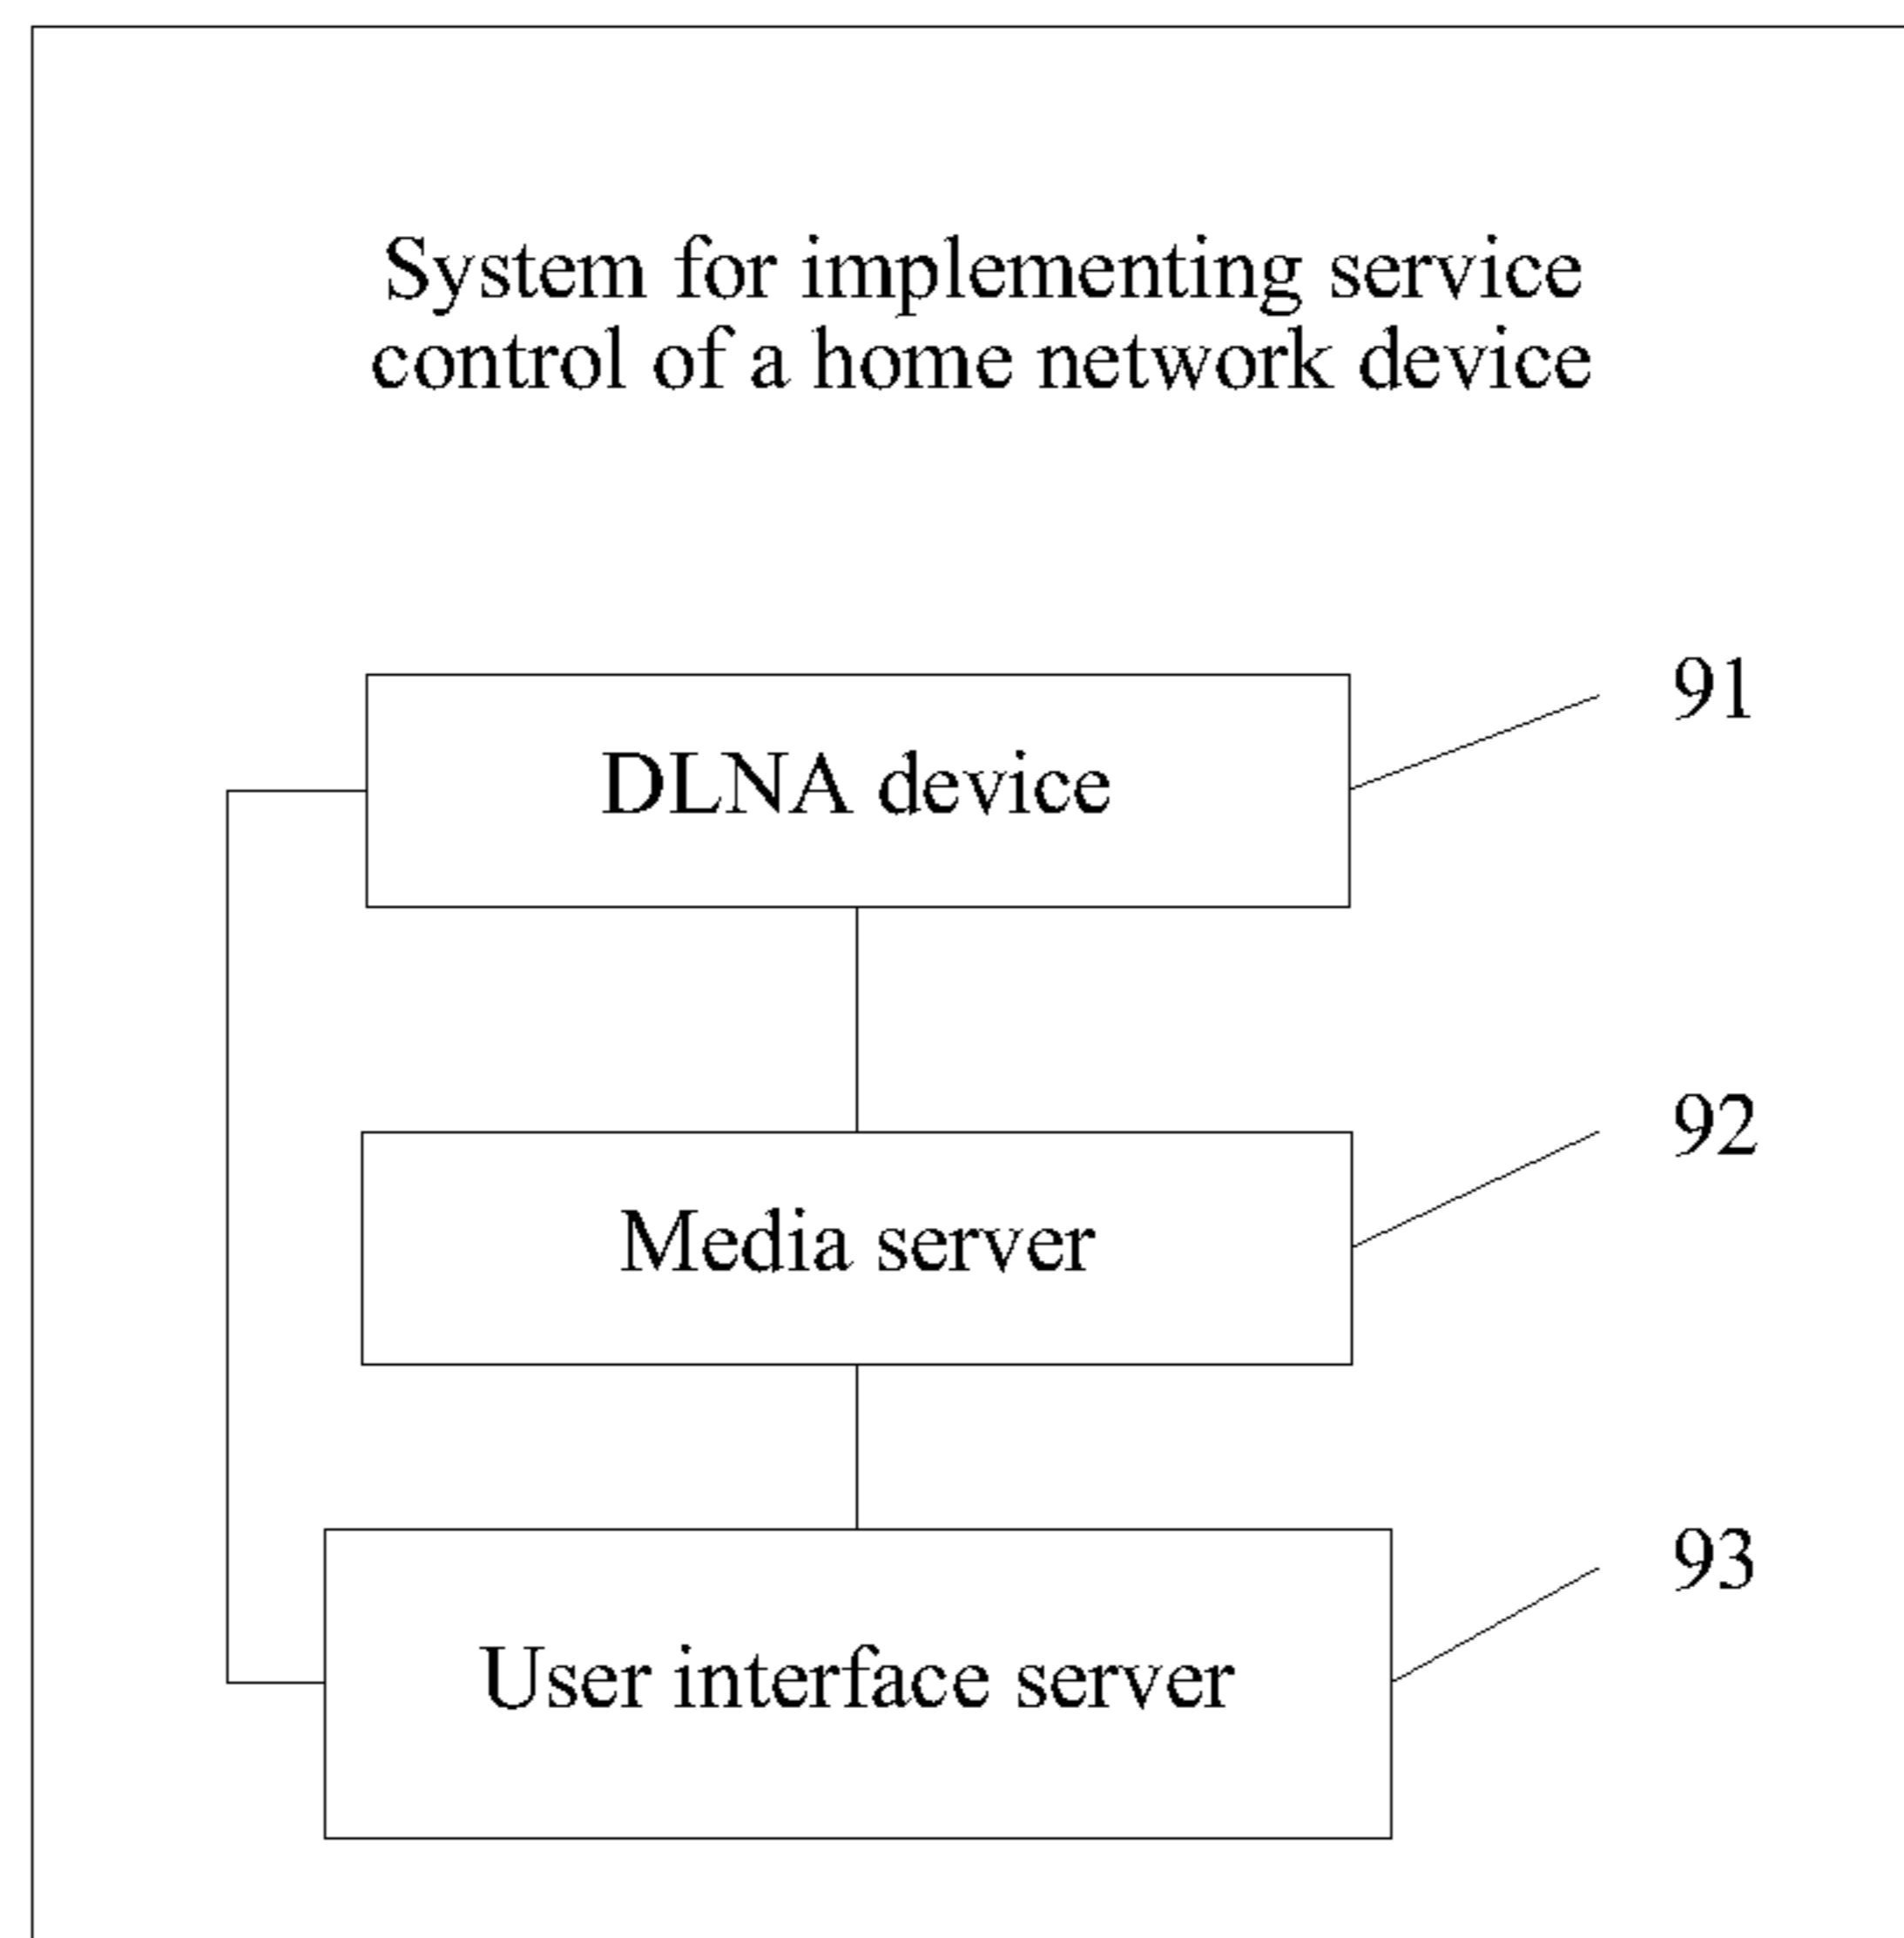 System for implementing service
control of a home network device
91
DLNA device
92
Media server
93
User interface server